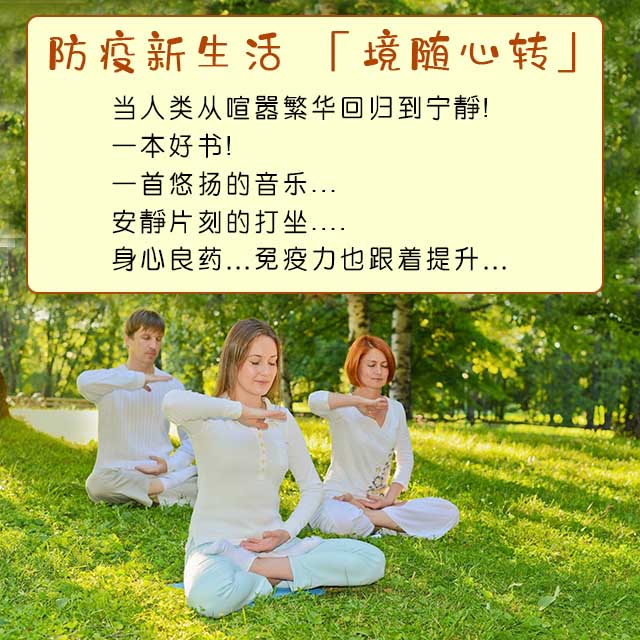 防疫新生活 「境随心转」
当人类从喧嚣繁华回归到宁靜!
一本好书!
一首悠扬的音乐...
安靜片刻的打坐....
身心良药...免疫力也跟着提升...